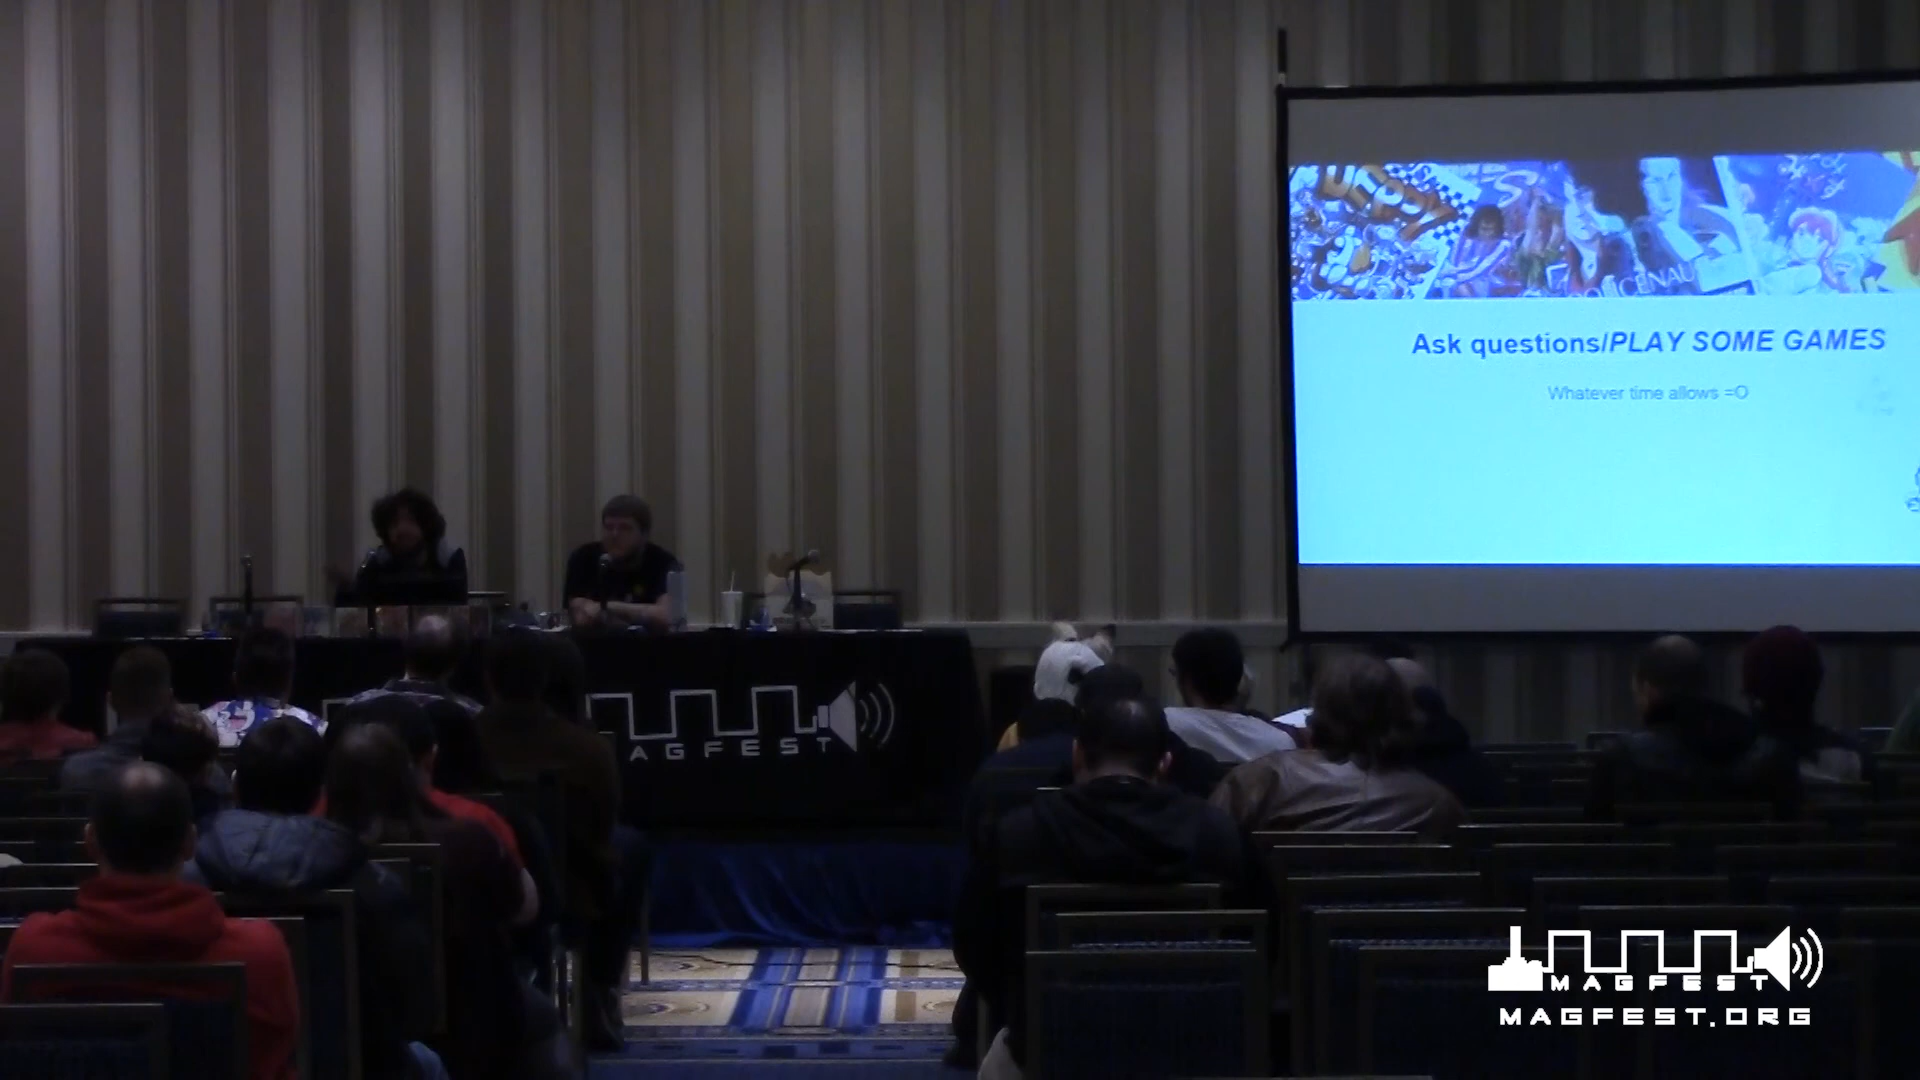 Ask questions/PLAY SOME GAMES
Whatever time allows =O
MAGFEST
MAGFEST
MAGFEST.ORG